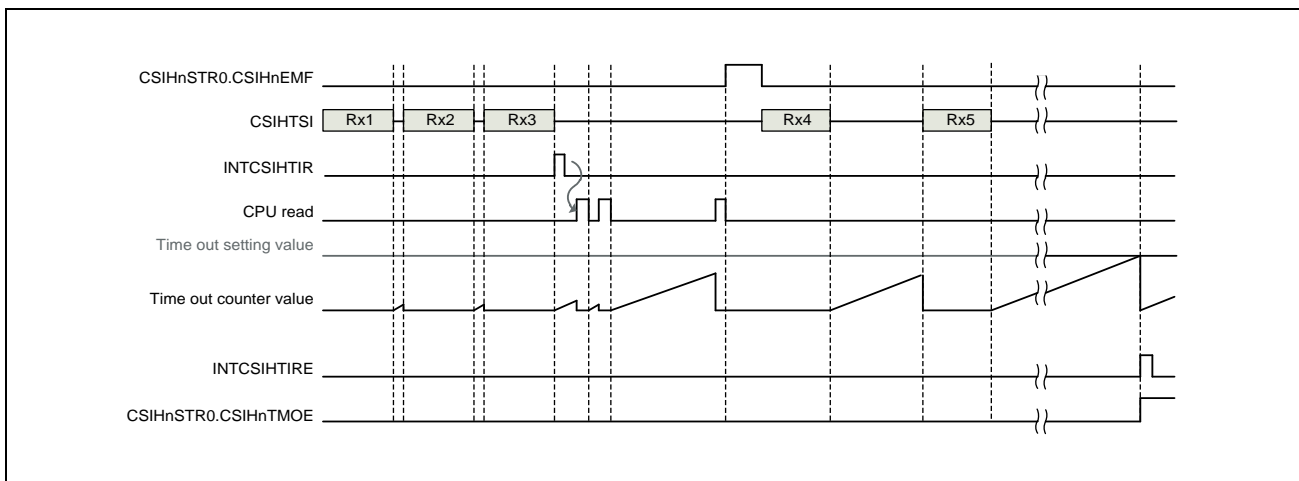 CSIHnSTR0.CSIHnEMF
CSIHTSI
Rx1
Rx2
Rx3
Rx4
Rx5
INTCSIHTIR
CPU read
Time out setting value
Time out counter value
INTCSIHTIRE
CSIHnSTR0.CSIHnTMOE